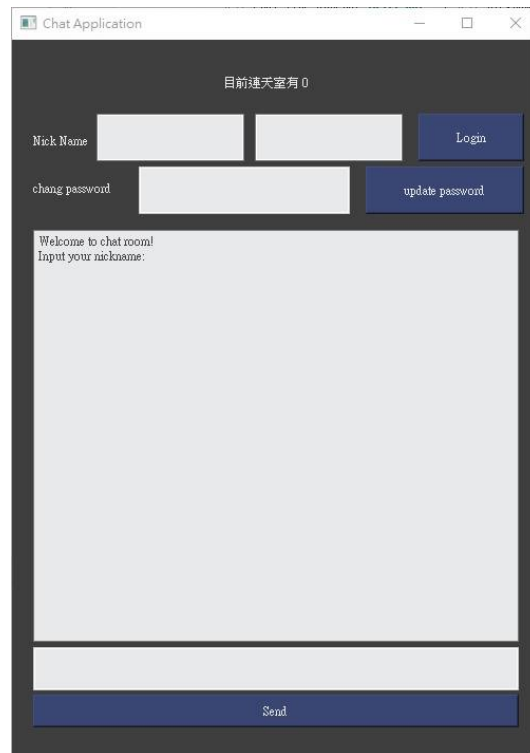 Chat Application
目前連天室有 0
Nick Name
Login
chang password
update password
Welcome to chat room!
Input your nickname:
Send